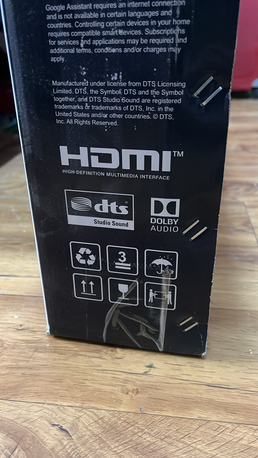 Google Assistant requires an internet connection
and is not available in certain languages and
countries. Controlling certain devices in your home
requires compatible smart devices. Subscriptions
for services and applications may be required and
additional terms, conditions and/or charges may
apply.
Manufactured under license from DTS Licensing
Limited. DTS, the Symbol, DTS and the Symbol
together, and DTS Studio Sound are registered
trademarks or trademarks of DTS, Inc. in the
United States and/or other countries. © DTS,
Inc. All Rights Reserved.
HDMI™
HIGH-DEFINITION MULTIMEDIA INTERFACE
dts
Studio Sound
DOLBY
AUDIO
3